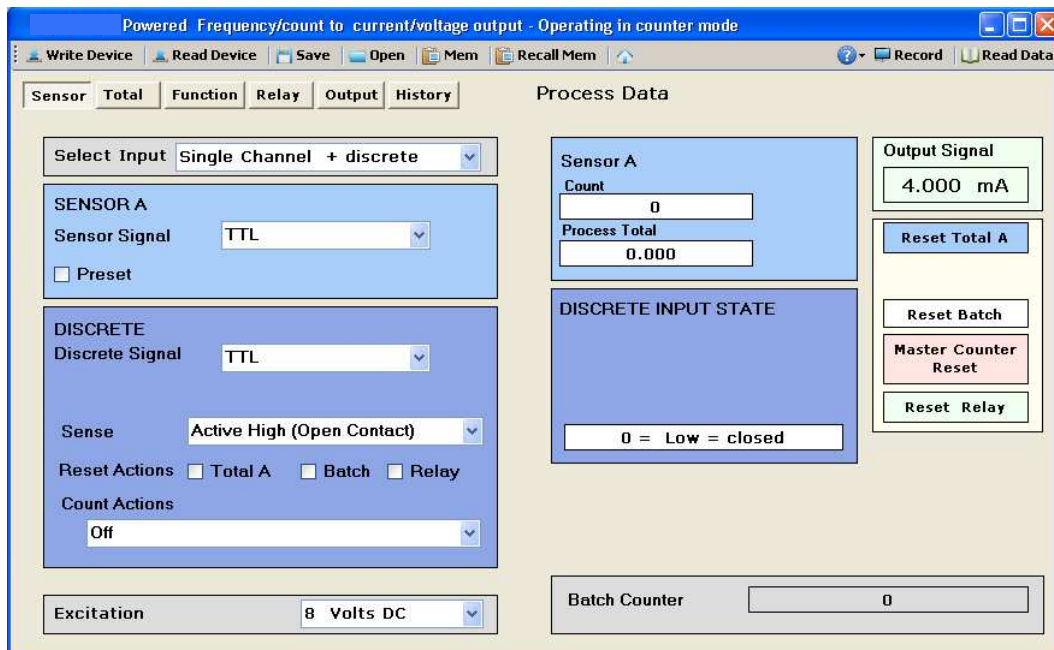 Powered Frequency/count to current/voltage output - Operating in counter mode
Write Device Read Device Save Open Mem Recall Mem ? Record Read Data
Sensor Total Function Relay Output History
Process Data
Select Input Single Channel + discrete
SENSOR A
Sensor Signal TTL
Preset
DISCRETE
Discrete Signal TTL
Sense Active High (Open Contact)
Reset Actions Total A Batch Relay
Count Actions
Off
Excitation 8 Volts DC
Sensor A
Count
0
Process Total
0.000
DISCRETE INPUT STATE
0 = Low = closed
Output Signal
4.000 mA
Reset Total A
Reset Batch
Master Counter
Reset
Reset Relay
Batch Counter 0